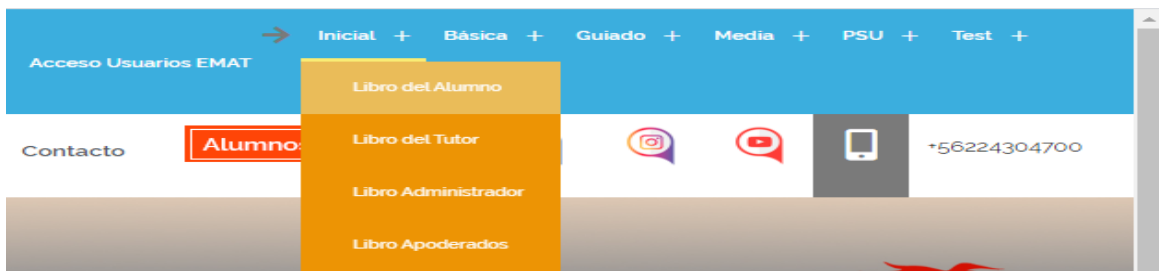 Inicial + Básica + Guiado + Media + PSU + Test +
Acceso Usuarios EMAT
Libro del Alumno
Contacto
Libro del Tutor
+56224304700
Libro Administrador
Libro Apoderados